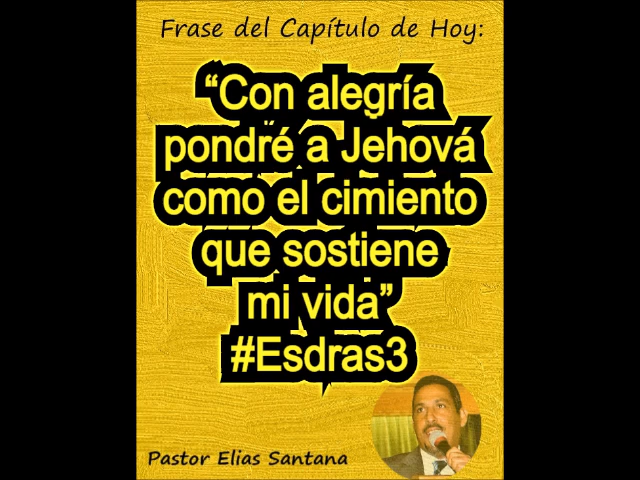 Frase del Capítulo de Hoy:
“Con alegría
pondré a Jehová
como el cimiento
que sostiene
mi vida”
#Esdras3
Pastor Elias Santana